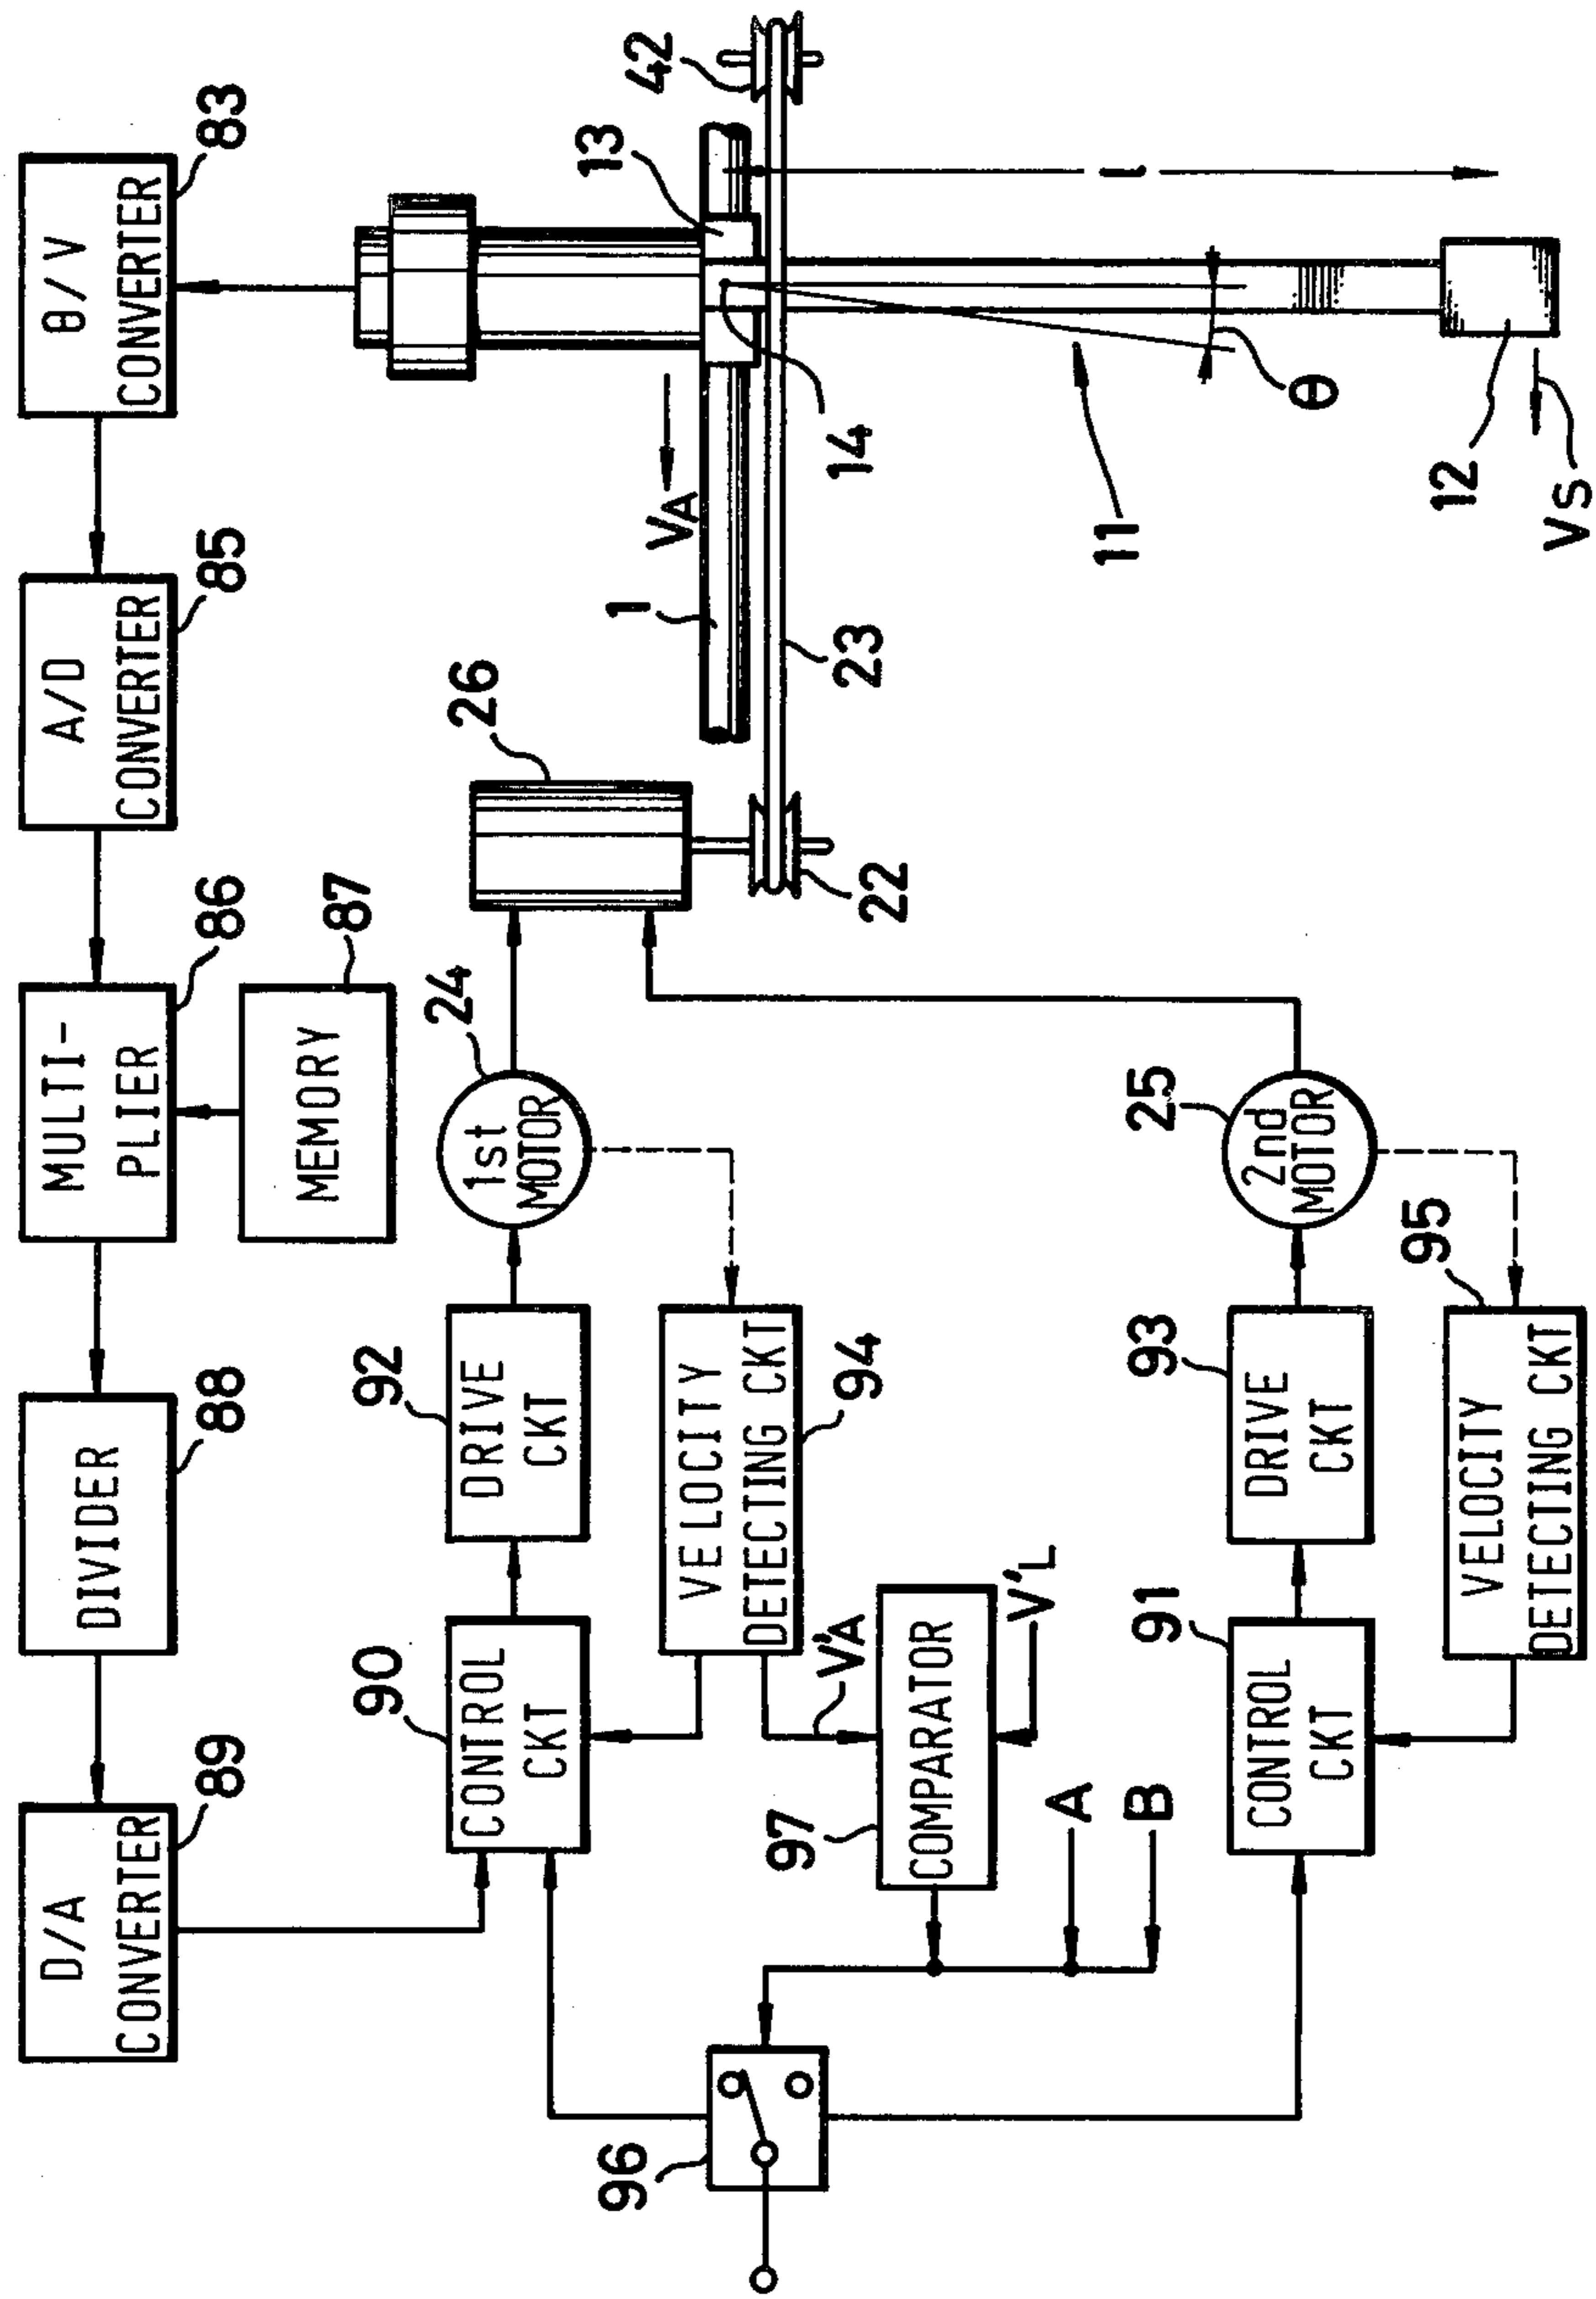 D/A
CONVERTER
89
DIVIDER
88
MULTI-
PLIER
86
A/D
CONVERTER
85
θ/V
CONVERTER
83
MEMORY
87
90
CONTROL
CKT
92
DRIVE
CKT
24
1st
MOTOR
26
VELOCITY
DETECTING CKT
94
V'A
97
COMPARATOR
V'L
96
A
B
22
1
23
VA
13
14
42
l
11
θ
12
VS
91
CONTROL
CKT
93
DRIVE
CKT
25
2nd
MOTOR
95
VELOCITY
DETECTING CKT